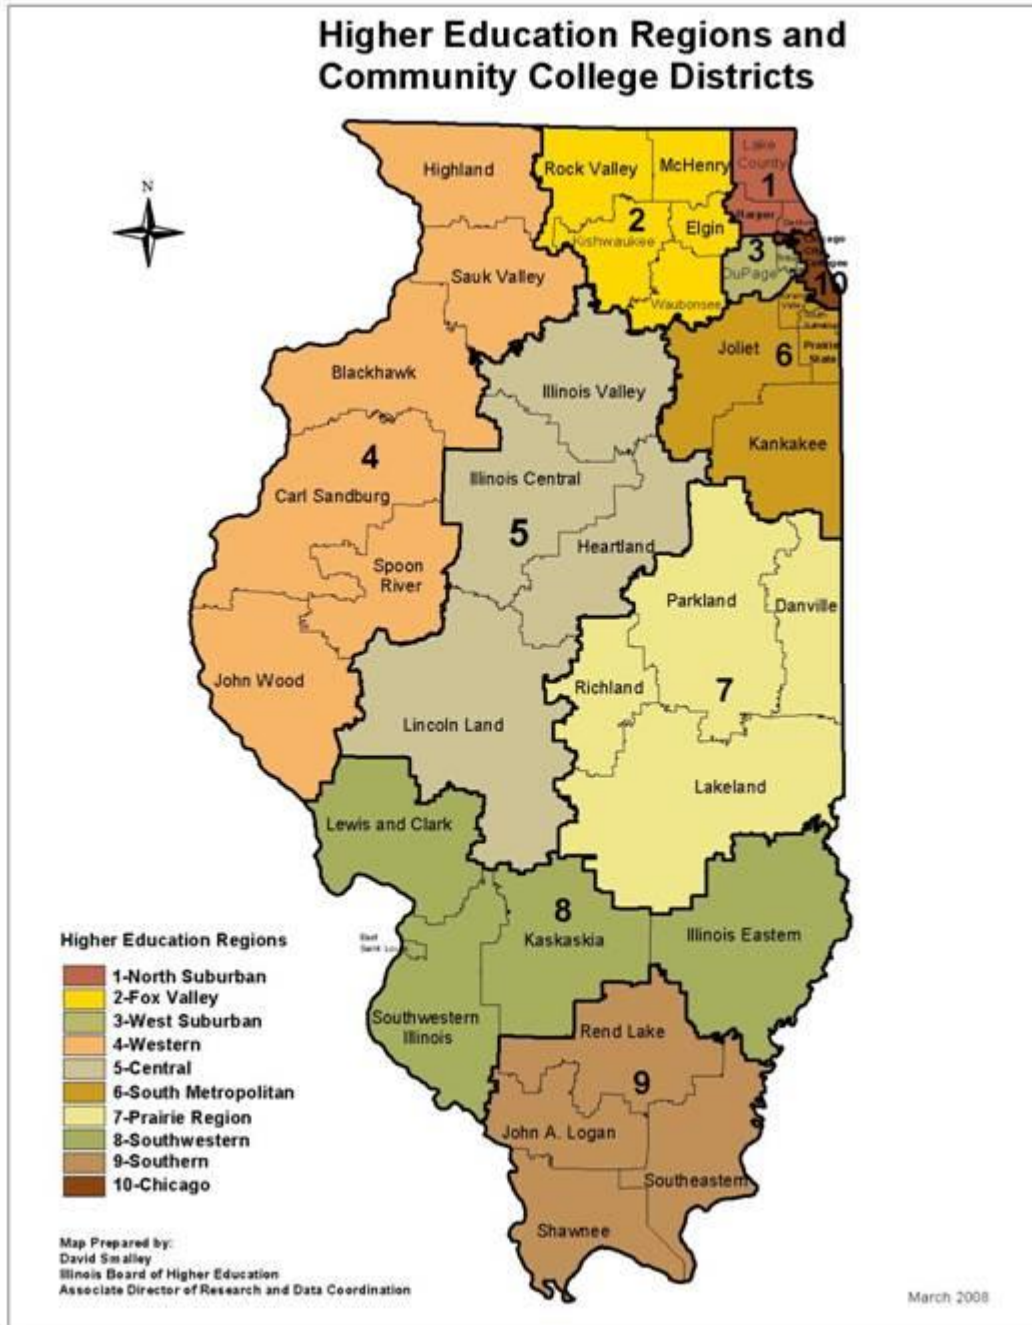 Higher Education Regions and
Community College Districts
N
Highland
Rock Valley
McHenry
Lake
County
1
Harper
2
Kishwaukee
Elgin
3
DuPage
10
Sauk Valley
Waubonsee
Blackhawk
Illinois Valley
Joliet
6
Prairie
State
4
Kankakee
Carl Sandburg
Illinois Central
5
Heartland
Spoon
River
Parkland
Danville
John Wood
Richland
7
Lincoln Land
Lakeland
Lewis and Clark
8
Kaskaskia
Illinois Eastern
East
Saint
Southwestern
Illinois
Rend Lake
9
John A. Logan
Southeastern
Shawnee
Higher Education Regions
1-North Suburban
2-Fox Valley
3-West Suburban
4-Western
5-Central
6-South Metropolitan
7-Prairie Region
8-Southwestern
9-Southern
10-Chicago
Map Prepared by:
David Smalley
Illinois Board of Higher Education
Associate Director of Research and Data Coordination
March 2008